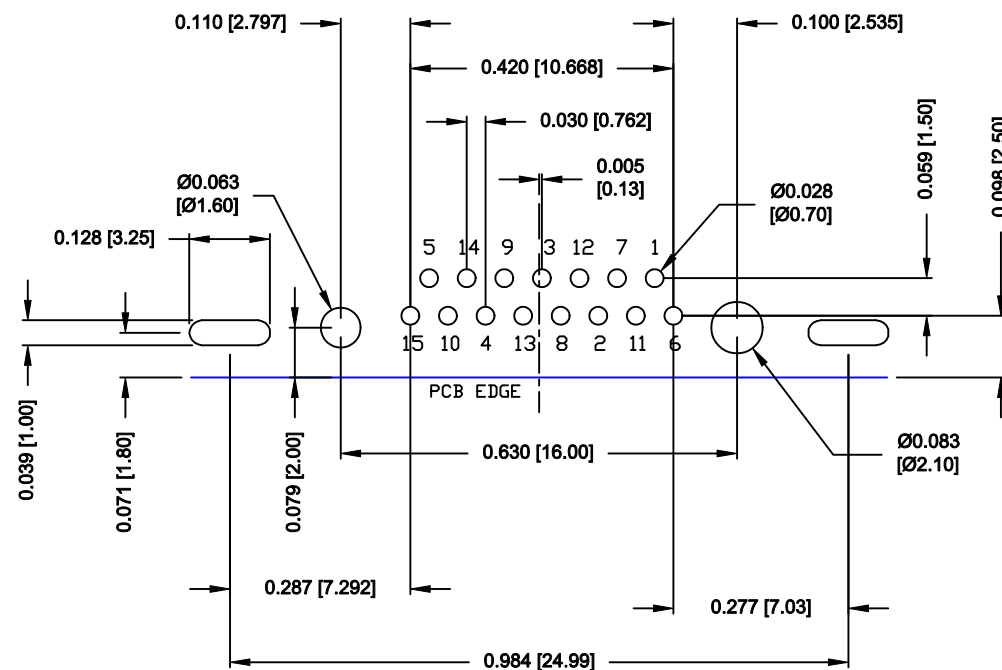 0.110 [2.797]
0.100 [2.535]
0.420 [10.668]
0.030 [0.762]
0.059 [1.50]
0.098 [2.50]
0.005
[0.13]
Ø0.063
[Ø1.60]
Ø0.028
[Ø0.70]
0.128 [3.25]
5 14 9 3 12 7 1
15 10 4 13 8 2 11 6
PCB EDGE
0.039 [1.00]
0.071 [1.80]
0.079 [2.00]
0.630 [16.00]
Ø0.083
[Ø2.10]
0.287 [7.292]
0.277 [7.03]
0.984 [24.99]